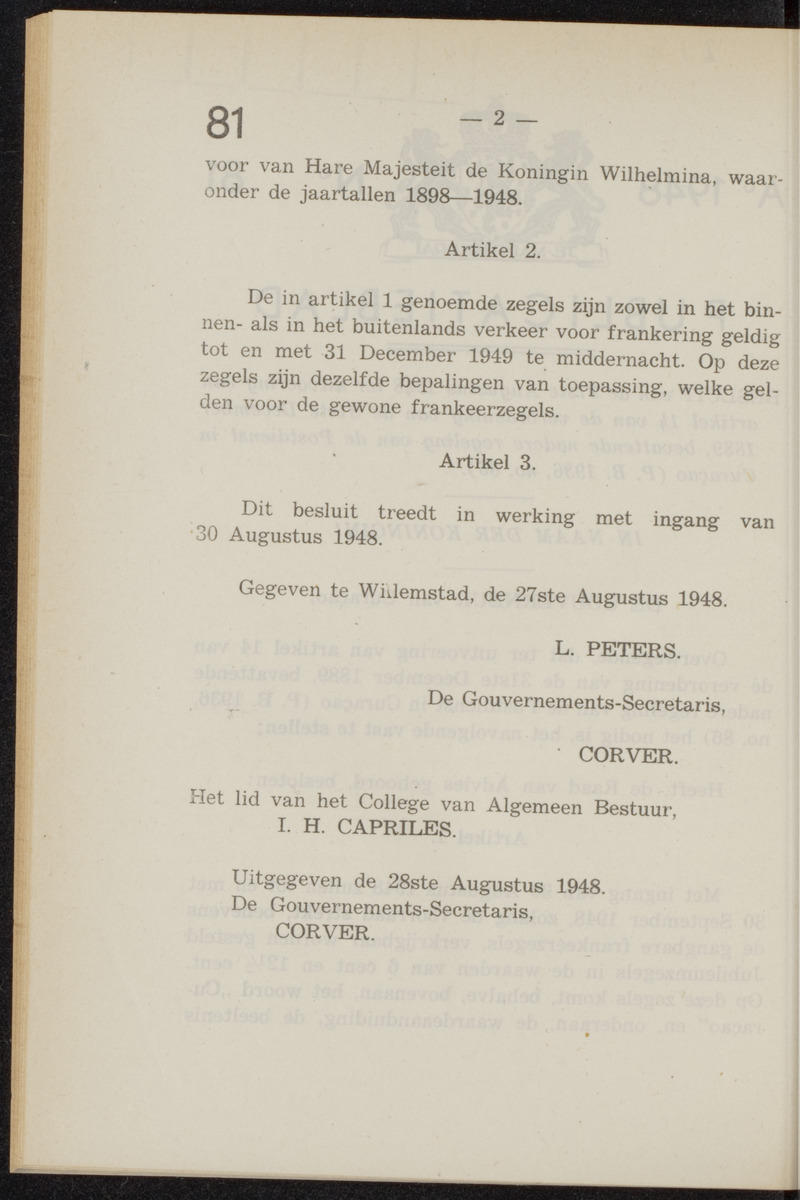 81
— 2 —
voor van Hare Majesteit de Koningin Wilhelmina, waar-
onder de jaartallen 1898—1948.
Artikel 2.
De in artikel 1 genoemde zegels zijn zowel in het bin-
nen- als in het buitenlands verkeer voor frankering geldig
tot en met 31 December 1949 te middernacht. Op deze
zegels zijn dezelfde bepalingen van toepassing, welke gel-
den voor de gewone frankeerzegels.
Artikel 3.
Dit besluit treedt in werking met ingang van
30 Augustus 1948.
Gegeven te Willemstad, de 27ste Augustus 1948.
L. PETERS.
De Gouvernements-Secretaris,
CORVER.
Het lid van het College van Algemeen Bestuur,
I. H. CAPRILES.
Uitgegeven de 28ste Augustus 1948.
De Gouvernements-Secretaris,
CORVER.